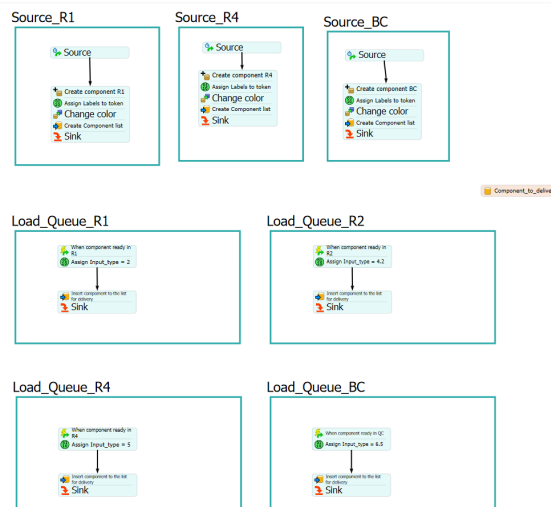 Source_R1
Source_R4
Source_BC
Source
Create component R1
Assign Labels to token
Change color
Create Component list
Sink
Source
Create component R4
Assign Labels to token
Change color
Create Component list
Sink
Source
Create component BC
Assign Labels to token
Change color
Create Component list
Sink
Component_to_delive
Load_Queue_R1
Load_Queue_R2
When component ready in
R1
Assign Input_type = 2
Insert component to the list
for delivery
Sink
When component ready in
R2
Assign Input_type = 4.2
Insert component to the list
for delivery
Sink
Load_Queue_R4
Load_Queue_BC
When component ready in
R4
Assign Input_type = 5
Insert component to the list
for delivery
Sink
When component ready in QC
Assign Input_type = 6.5
Insert component to the list
for delivery
Sink